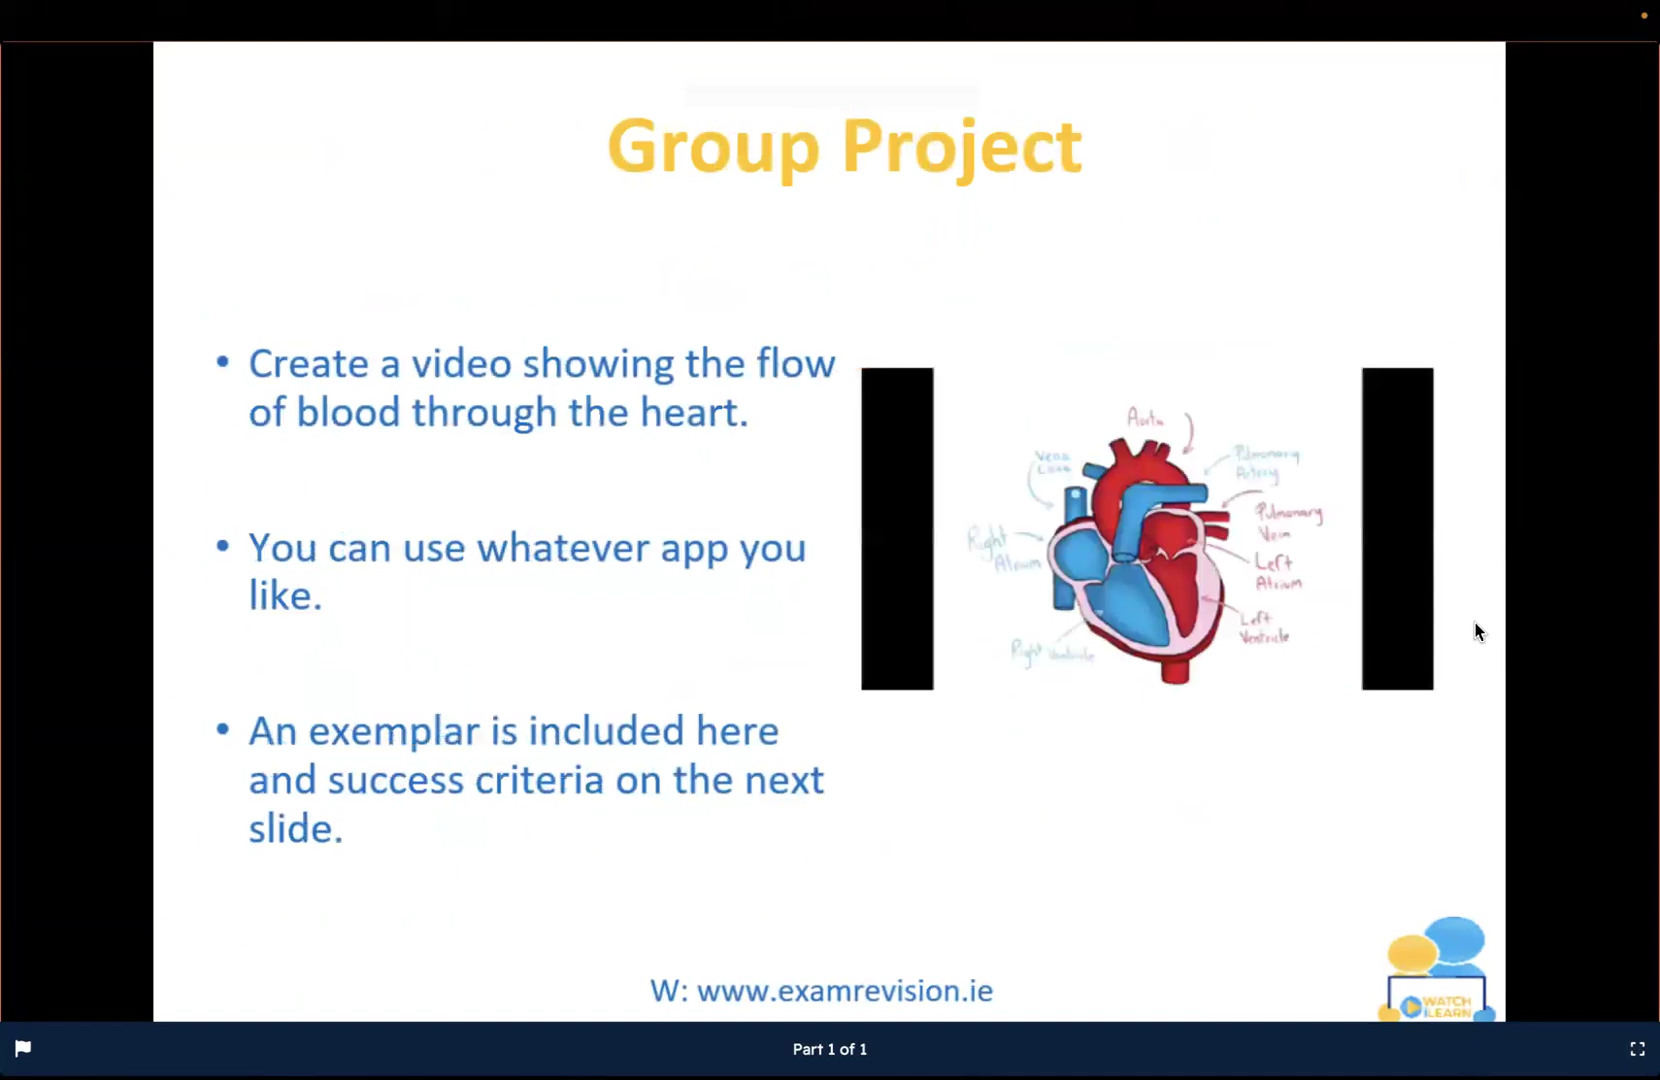 Group Project
• Create a video showing the flow
of blood through the heart.
• You can use whatever app you
like.
• An exemplar is included here
and success criteria on the next
slide.
Aorta
Vena
Cava
Pulmonary
Artery
Pulmonary
Vein
Right
Atrium
Left
Atrium
Left
Ventricle
Right Ventricle
W: www.examrevision.ie
WATCH
LEARN
Part 1 of 1